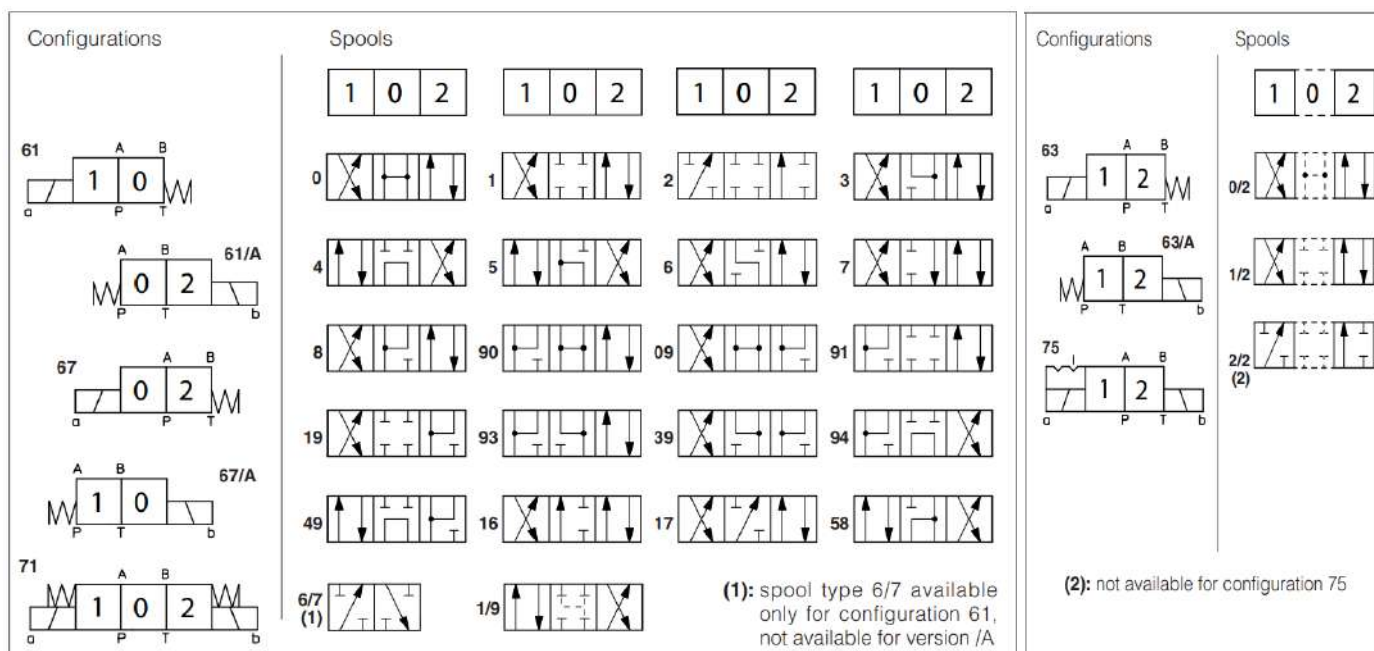 Configurations
Spools
1 0 2
1 0 2
1 0 2
1 0 2
61
A B
1 0
a P T
0
1
2
3
A B 61/A
0 2
P T b
4
5
6
7
67
A B
0 2
a P T
8
90
09
91
19
93
39
94
A B 67/A
1 0
P T b
49
16
17
58
71
A B
1 0 2
a P T b
6/7
(1)
1/9
(1): spool type 6/7 available
only for configuration 61,
not available for version /A
Configurations
Spools
1 0 2
63
A B
1 2
a P T
0/2
A B 63/A
1 2
P T b
1/2
75
A B
1 2
a P T b
2/2
(2)
(2): not available for configuration 75